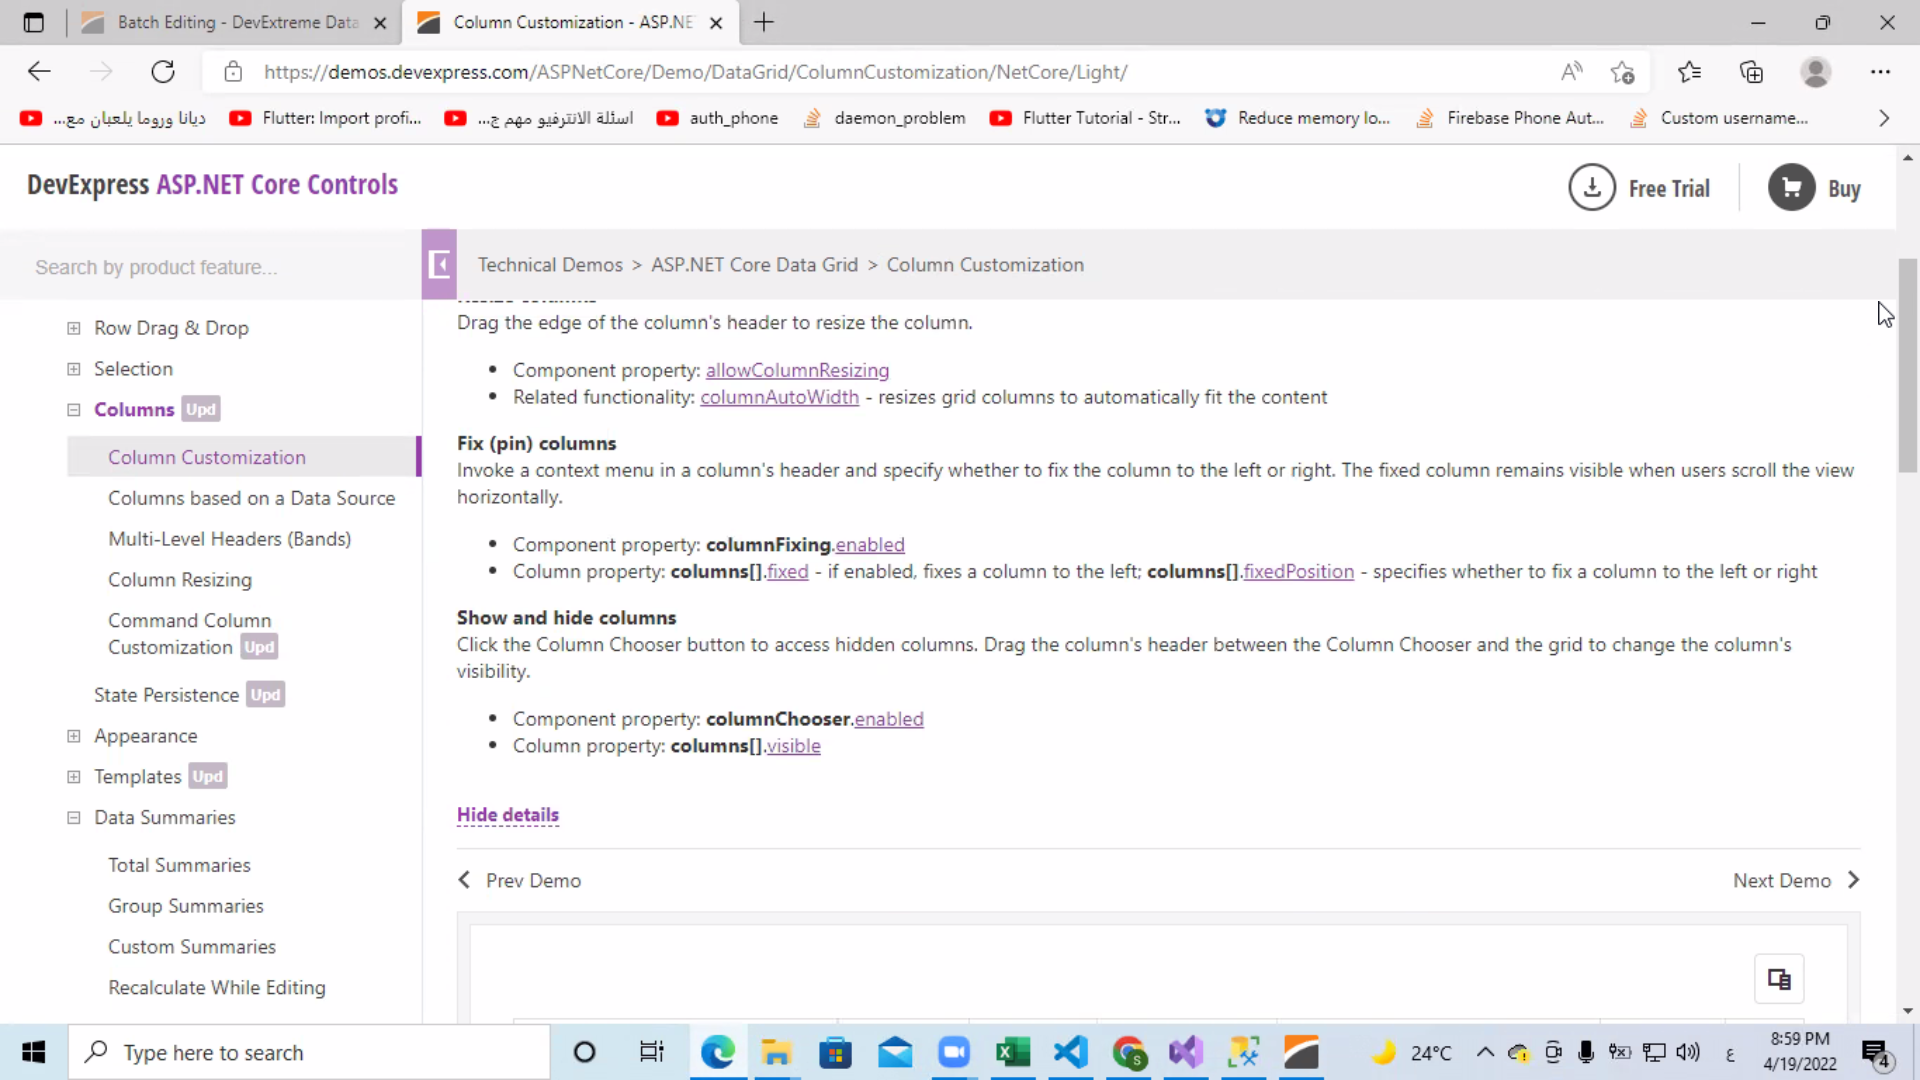 Batch Editing - DevExtreme Data
Column Customization - ASP.NE
https://demos.devexpress.com/ASPNetCore/Demo/DataGrid/ColumnCustomization/NetCore/Light/
ديانا وروما يلعبان مع...
Flutter: Import profi...
اسئلة الانترفيو مهم ج...
auth_phone
daemon_problem
Flutter Tutorial - Str...
Reduce memory lo...
Firebase Phone Aut...
Custom username...
DevExpress ASP.NET Core Controls
Free Trial
Buy
Search by product feature...
Technical Demos > ASP.NET Core Data Grid > Column Customization
Row Drag & Drop
Selection
Columns Upd
Column Customization
Columns based on a Data Source
Multi-Level Headers (Bands)
Column Resizing
Command Column
Customization Upd
State Persistence Upd
Appearance
Templates Upd
Data Summaries
Total Summaries
Group Summaries
Custom Summaries
Recalculate While Editing
Drag the edge of the column's header to resize the column.
• Component property: allowColumnResizing
• Related functionality: columnAutoWidth - resizes grid columns to automatically fit the content
Fix (pin) columns
Invoke a context menu in a column's header and specify whether to fix the column to the left or right. The fixed column remains visible when users scroll the view
horizontally.
• Component property: columnFixing.enabled
• Column property: columns[].fixed - if enabled, fixes a column to the left; columns[].fixedPosition - specifies whether to fix a column to the left or right
Show and hide columns
Click the Column Chooser button to access hidden columns. Drag the column's header between the Column Chooser and the grid to change the column's
visibility.
• Component property: columnChooser.enabled
• Column property: columns[].visible
Hide details
Prev Demo
Next Demo
Type here to search
24°C
ع
8:59 PM
4/19/2022
4